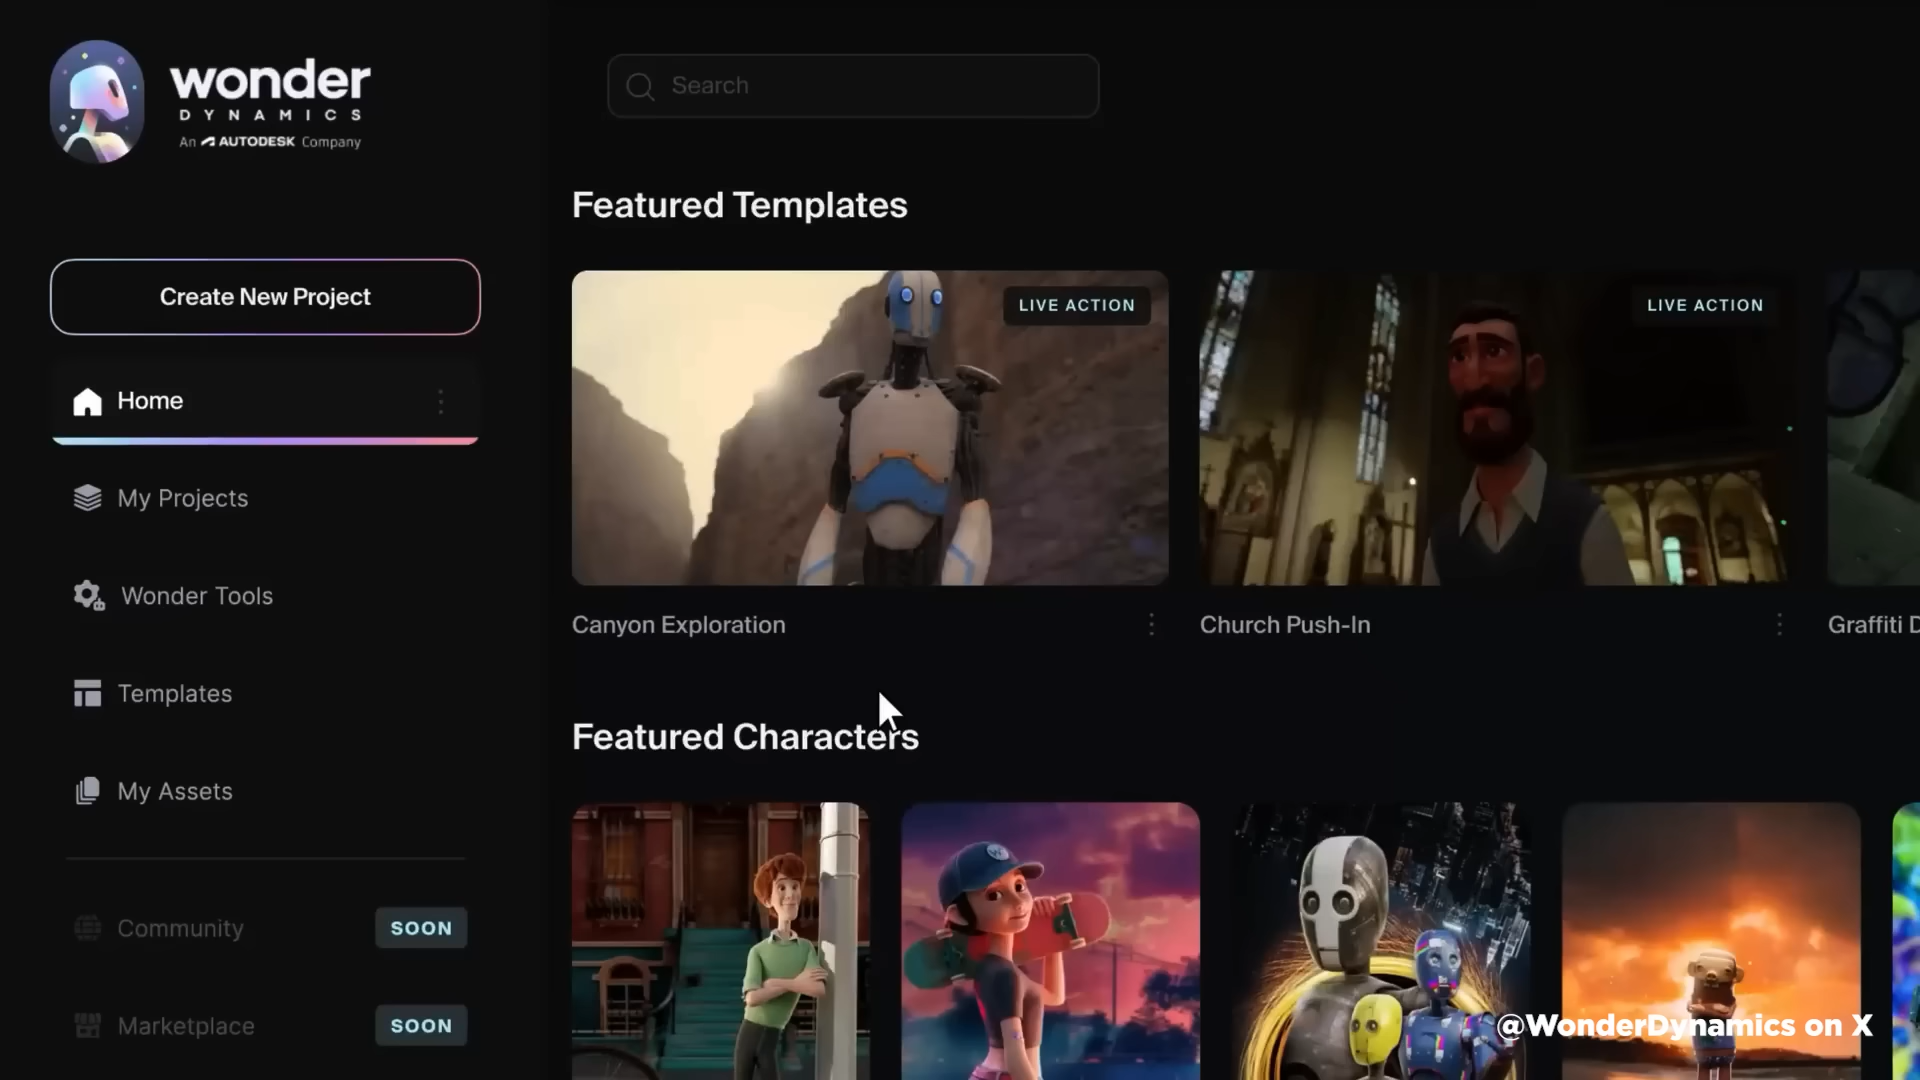 wonder
DYNAMICS
An AUTODESK Company
Search
Create New Project
Home
My Projects
Wonder Tools
Templates
My Assets
Community
SOON
Marketplace
SOON
Featured Templates
LIVE ACTION
LIVE ACTION
Canyon Exploration
Church Push-In
Graffiti D
Featured Characters
@WonderDynamics on X